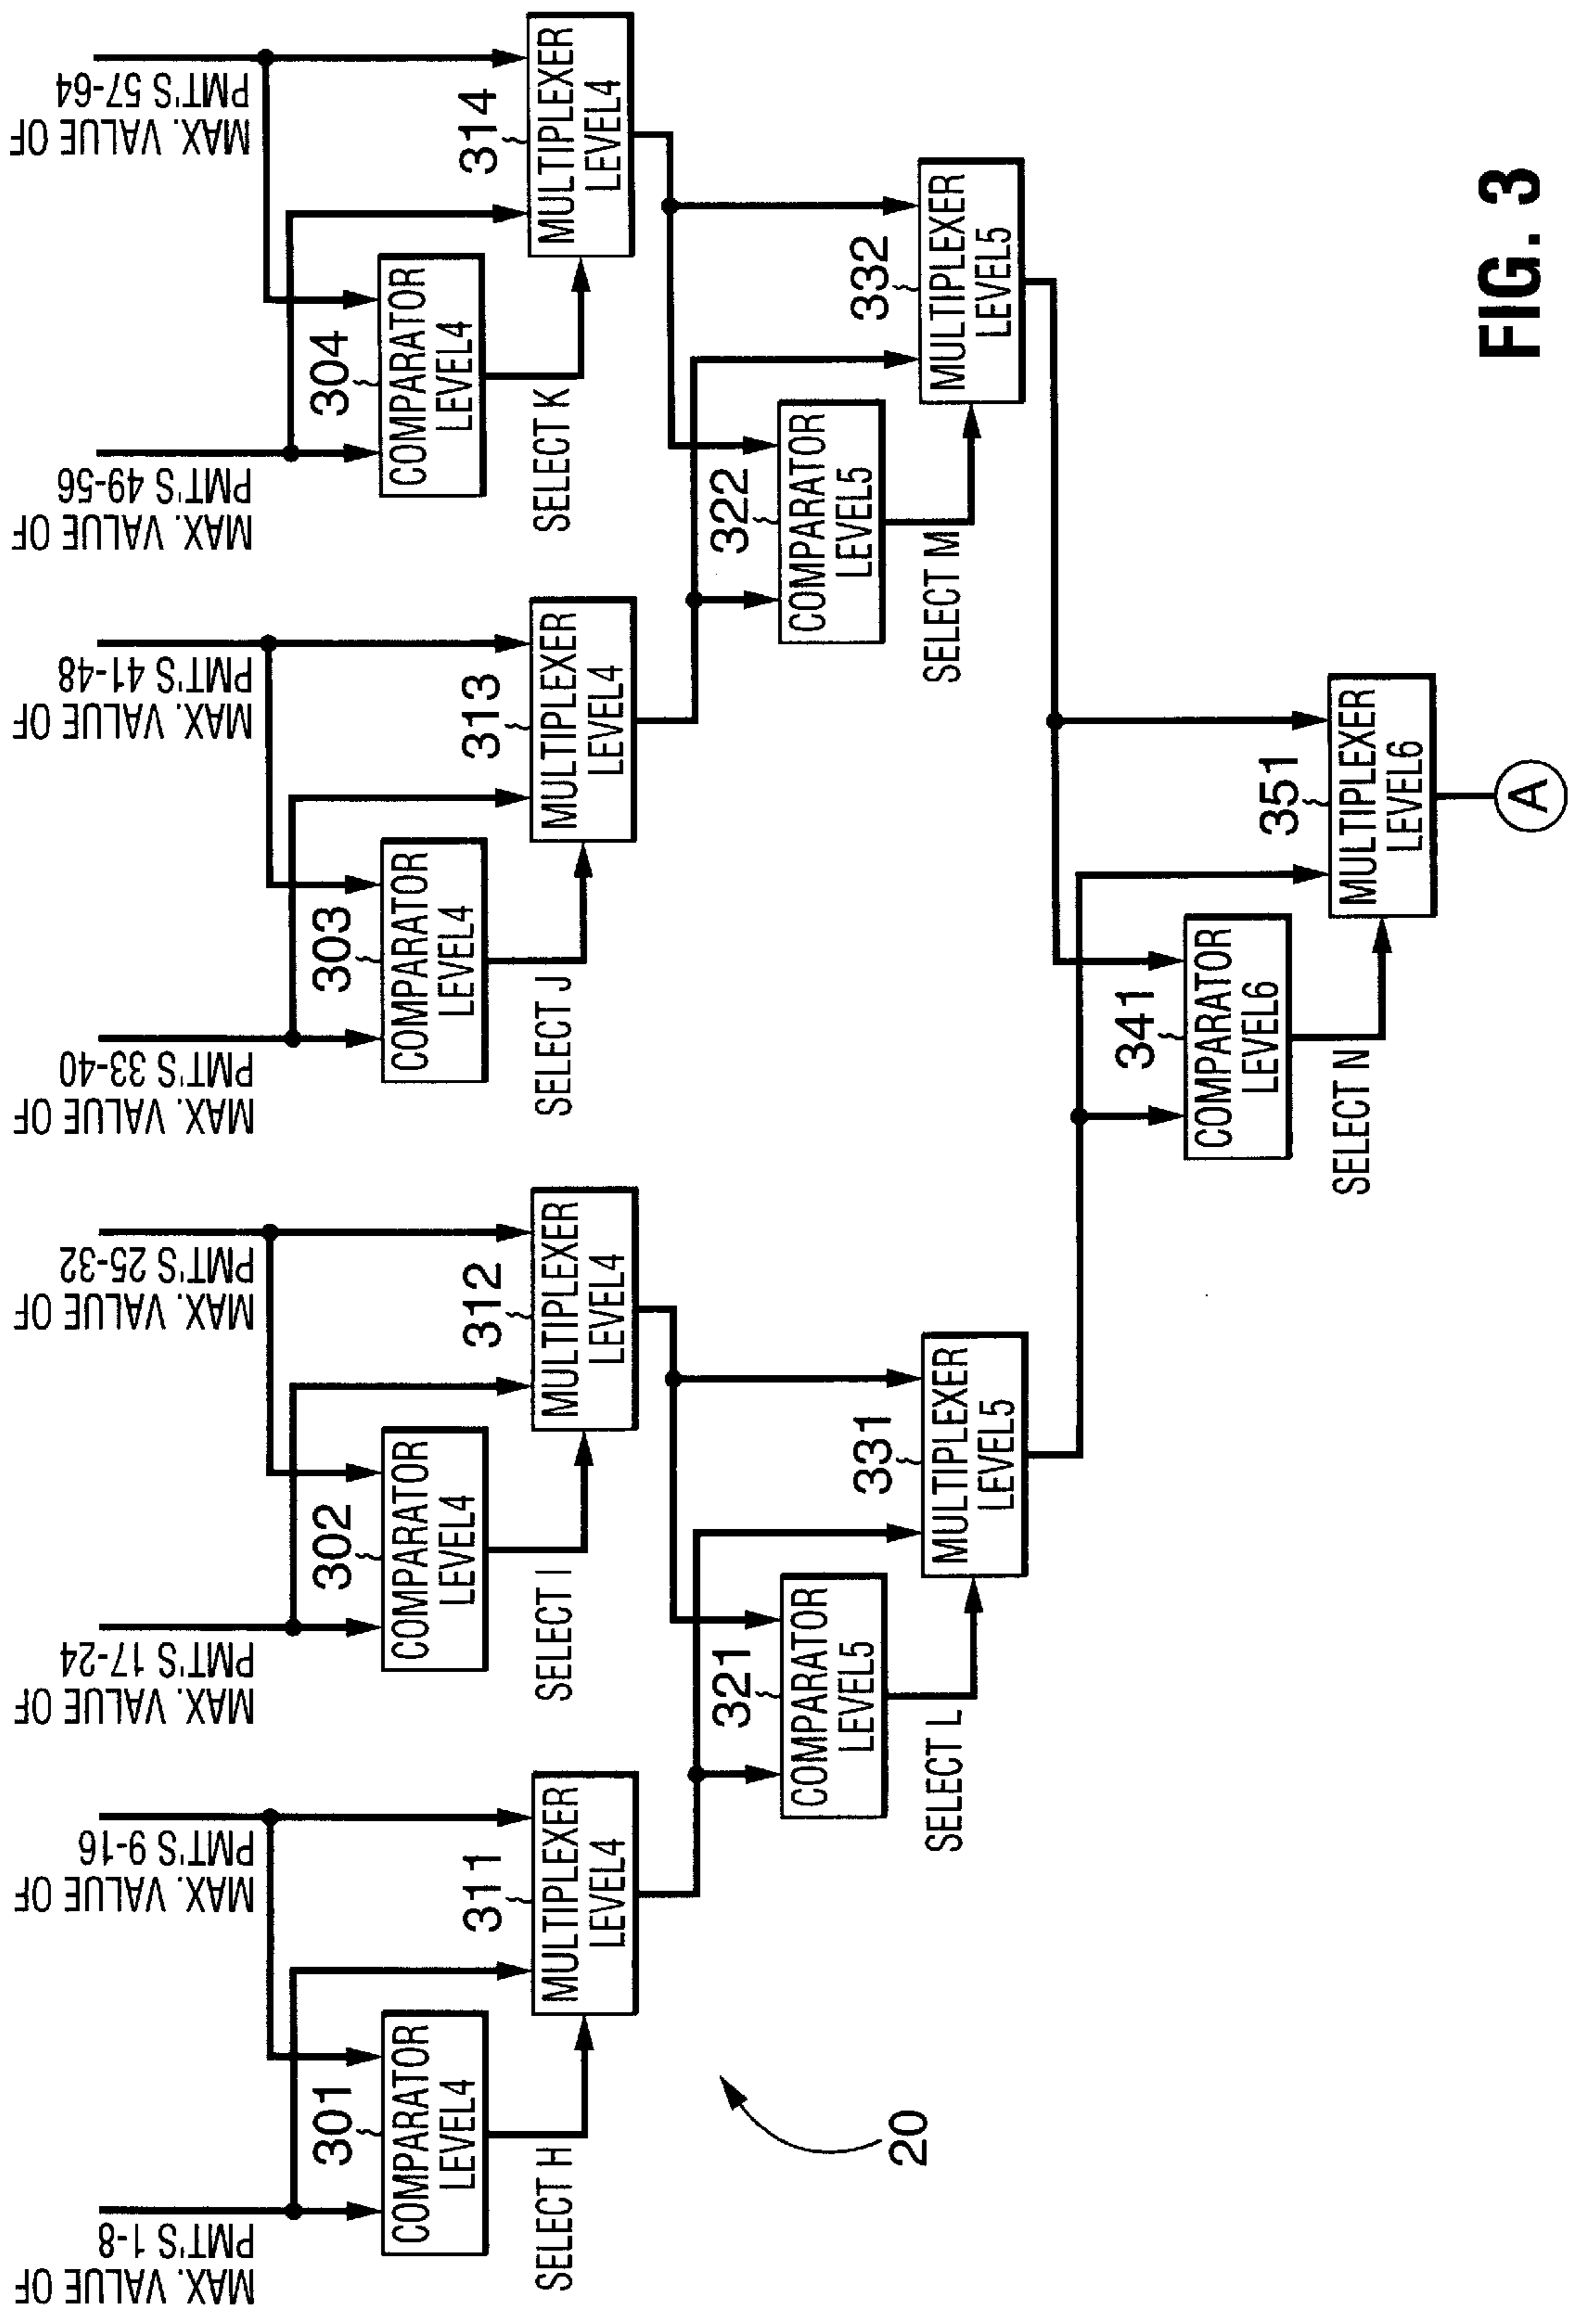 MAX. VALUE OF
PMT'S 1-8
MAX. VALUE OF
PMT'S 9-16
MAX. VALUE OF
PMT'S 17-24
MAX. VALUE OF
PMT'S 25-32
MAX. VALUE OF
PMT'S 33-40
MAX. VALUE OF
PMT'S 41-48
MAX. VALUE OF
PMT'S 49-56
MAX. VALUE OF
PMT'S 57-64
301
COMPARATOR
LEVEL4
302
COMPARATOR
LEVEL4
303
COMPARATOR
LEVEL4
304
COMPARATOR
LEVEL4
SELECT H
311
MULTIPLEXER
LEVEL4
SELECT I
312
MULTIPLEXER
LEVEL4
SELECT J
313
MULTIPLEXER
LEVEL4
SELECT K
314
MULTIPLEXER
LEVEL4
321
COMPARATOR
LEVEL5
322
COMPARATOR
LEVEL5
20
SELECT L
331
MULTIPLEXER
LEVEL5
SELECT M
332
MULTIPLEXER
LEVEL5
341
COMPARATOR
LEVEL6
SELECT N
351
MULTIPLEXER
LEVEL6
A
FIG. 3